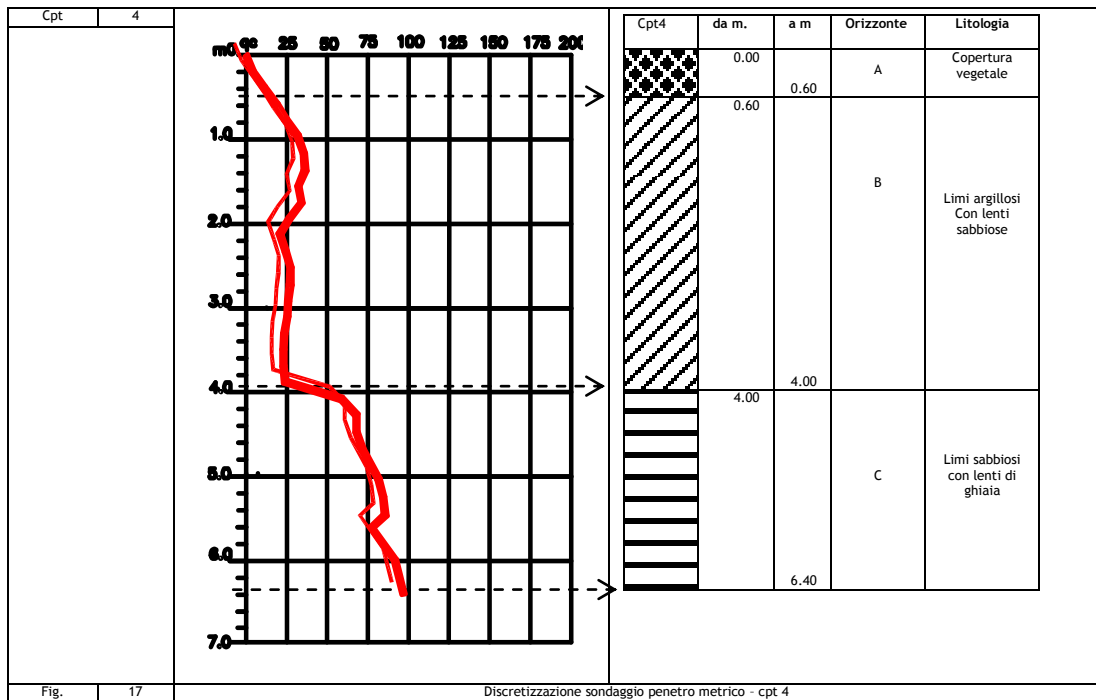 Cpt 4
m0 qc 25 50 75 100 125 150 175 200
1.0
2.0
3.0
4.0
5.0
6.0
7.0
Cpt4 da m. a m Orizzonte Litologia
0.00 0.60 A Copertura
vegetale
0.60 4.00 B Limi argillosi
Con lenti
sabbiose
4.00 6.40 C Limi sabbiosi
con lenti di
ghiaia
Fig. 17 Discretizzazione sondaggio penetro metrico – cpt 4